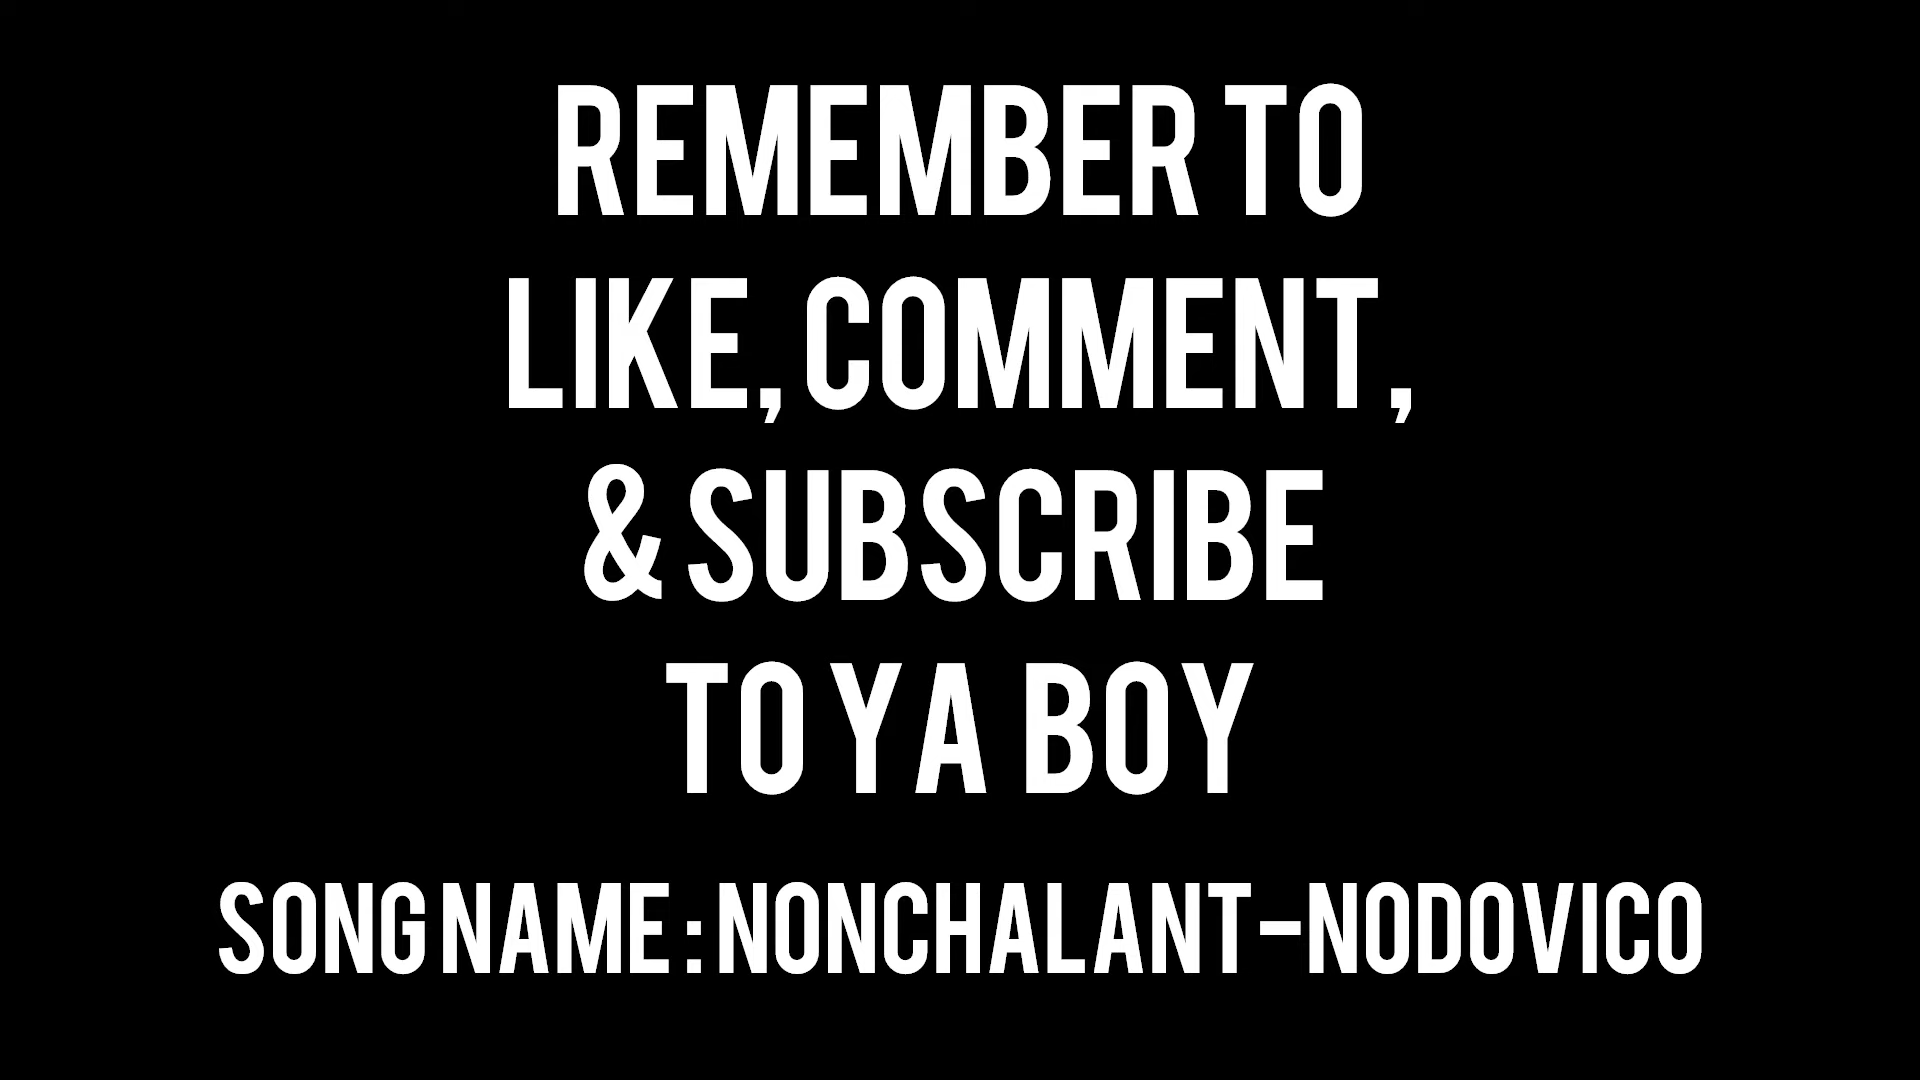 REMEMBER TO
LIKE, COMMENT,
& SUBSCRIBE
TO YA BOY
SONG NAME : NONCHALANT - NODOVICO